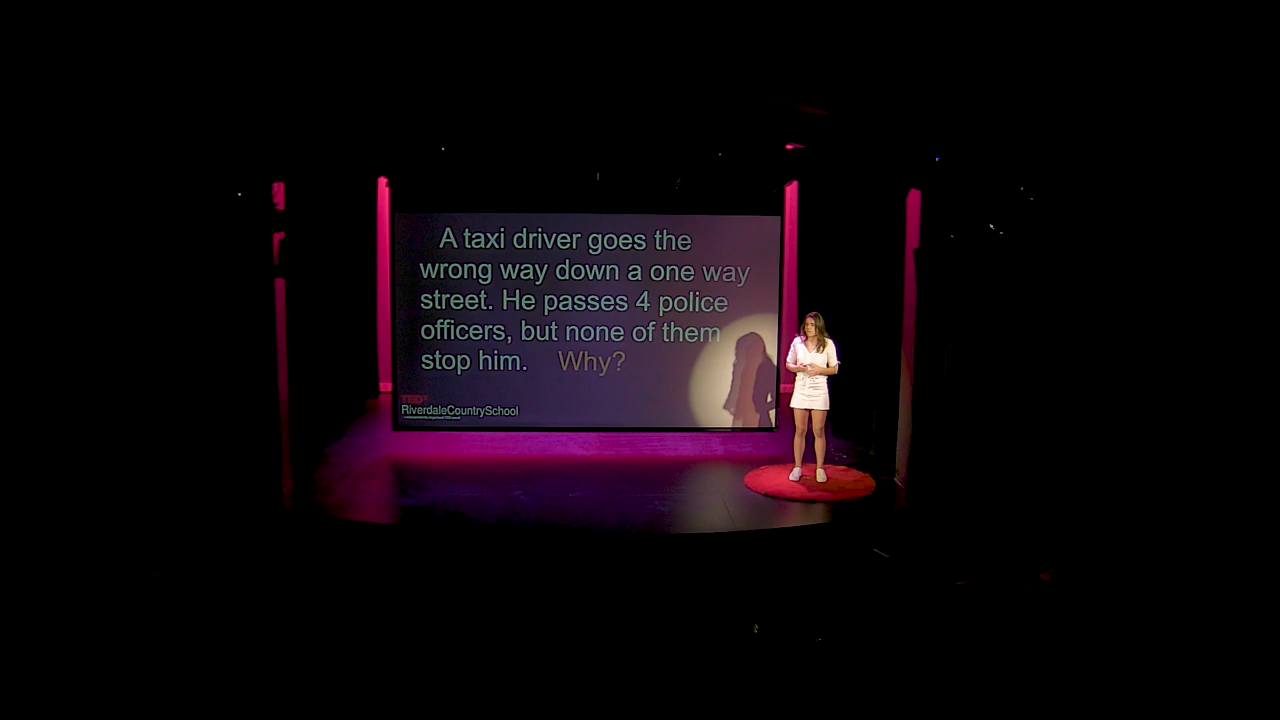 A taxi driver goes the
wrong way down a one way
street. He passes 4 police
officers, but none of them
stop him. Why?
TEDx
RiverdaleCountrySchool